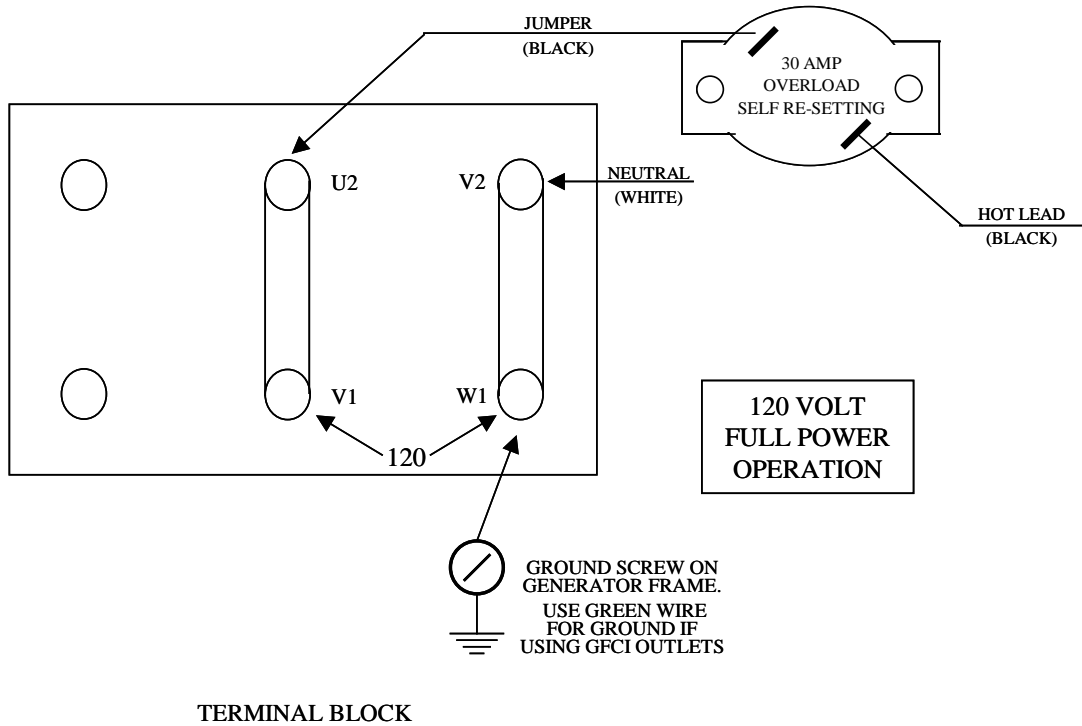 JUMPER
(BLACK)
30 AMP
OVERLOAD
SELF RE-SETTING
U2
V2
NEUTRAL
(WHITE)
HOT LEAD
(BLACK)
V1
W1
120
120 VOLT
FULL POWER
OPERATION
GROUND SCREW ON
GENERATOR FRAME.
USE GREEN WIRE
FOR GROUND IF
USING GFCI OUTLETS
TERMINAL BLOCK